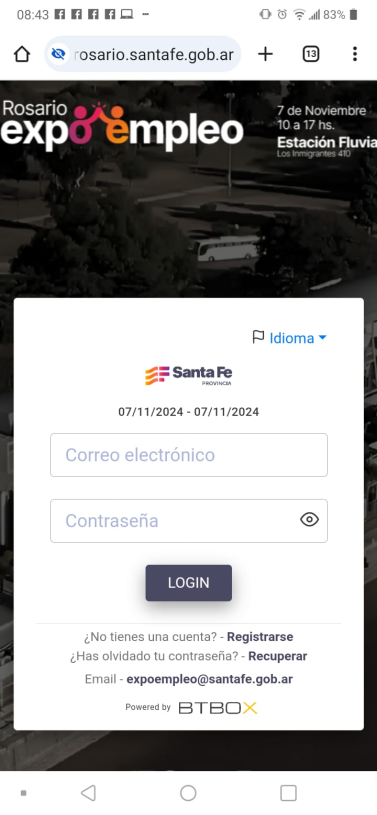 08:43
83%
rosario.santafe.gob.ar
13
Rosario
expo empleo
7 de Noviembre
10 a 17 hs.
Estación Fluvia
Los Inmigrantes 410
Idioma
Santa Fe
PROVINCIA
07/11/2024 - 07/11/2024
Correo electrónico
Contraseña
LOGIN
¿No tienes una cuenta? - Registrarse
¿Has olvidado tu contraseña? - Recuperar
Email - expoempleo@santafe.gob.ar
Powered by BTBOX